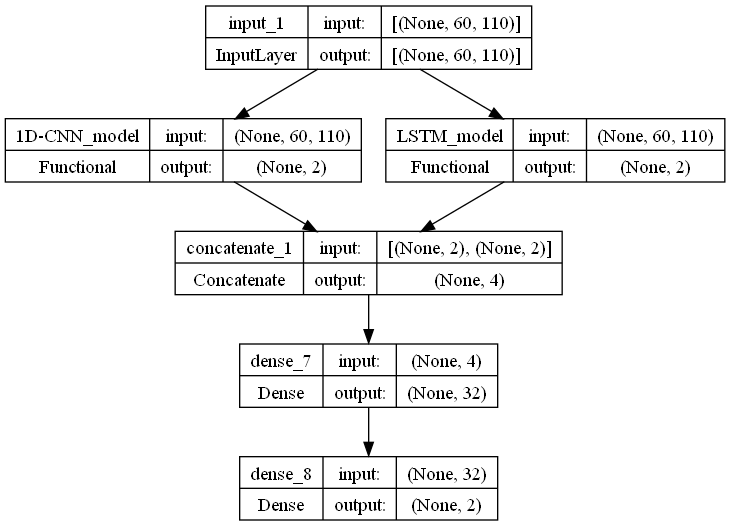 input_1 input: [(None, 60, 110)]
InputLayer output: [(None, 60, 110)]
1D-CNN_model input: (None, 60, 110)
Functional output: (None, 2)
LSTM_model input: (None, 60, 110)
Functional output: (None, 2)
concatenate_1 input: [(None, 2), (None, 2)]
Concatenate output: (None, 4)
dense_7 input: (None, 4)
Dense output: (None, 32)
dense_8 input: (None, 32)
Dense output: (None, 2)